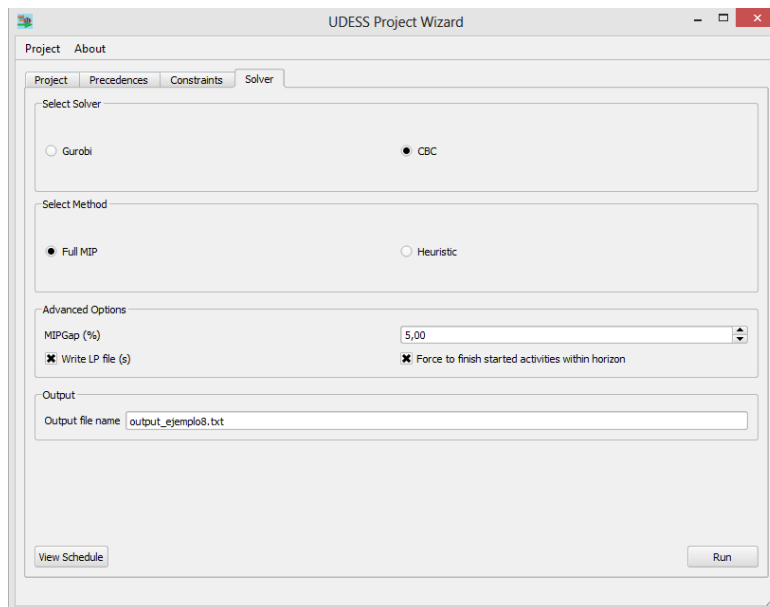 UDESS Project Wizard
Project About
Project Precedences Constraints Solver
Select Solver
Gurobi CBC
Select Method
Full MIP Heuristic
Advanced Options
MIPGap (%) 5,00
Write LP file (s) Force to finish started activities within horizon
Output
Output file name output_ejemplo8.txt
View Schedule Run